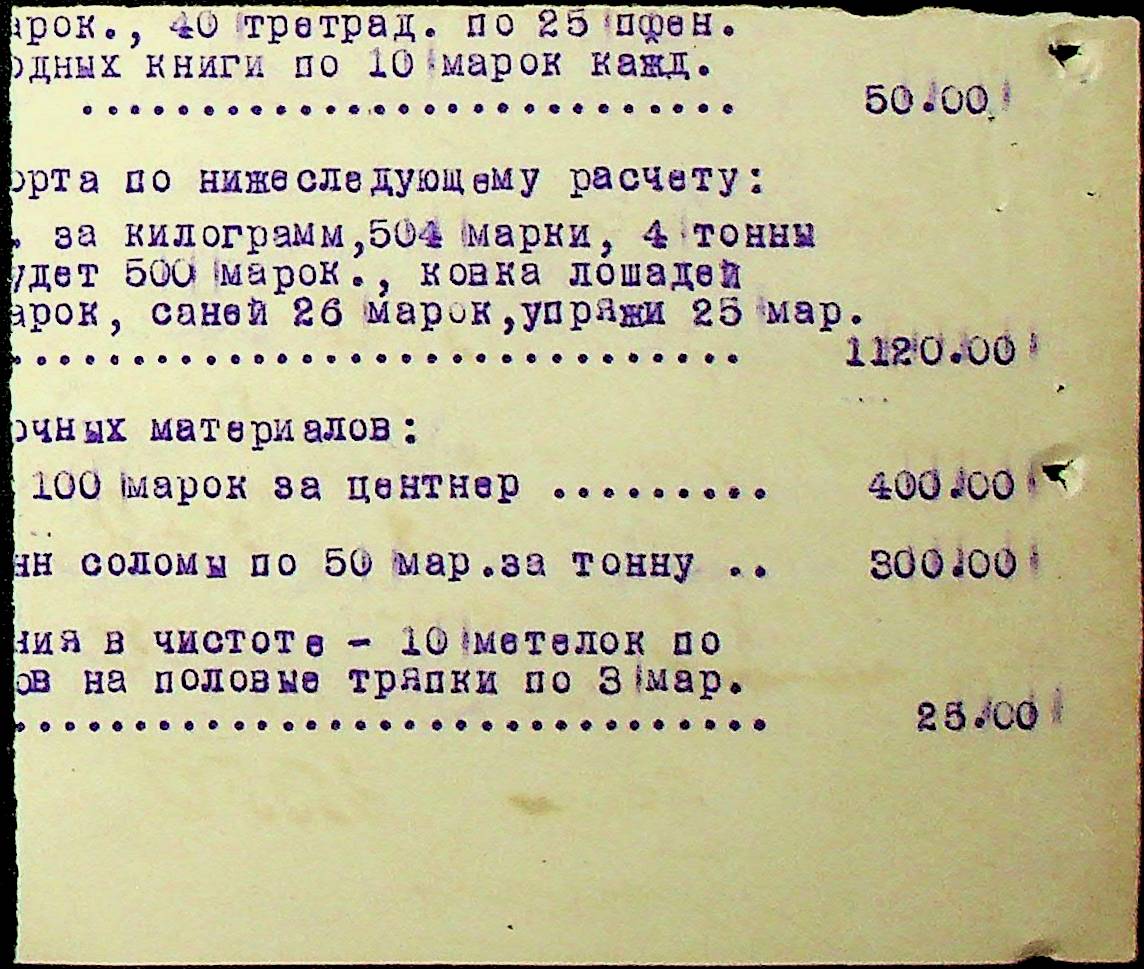 арок., 40 третрад. по 25 пфен.
одных книги по 10 марок кажд.
................................. 50.00
орта по нижеследующему расчету:
. за килограмм,504 марки, 4 тонны
удет 500 марок., ковка лошадей
арок, саней 26 марок,упряжи 25 мар.
..................................... 1120.00
очных материалов:
100 марок за центнер ......... 400.00
нн соломы по 50 мар.за тонну .. 300.00
ния в чистоте - 10 метелок по
ов на половые тряпки по 3 мар.
...................................... 25.00